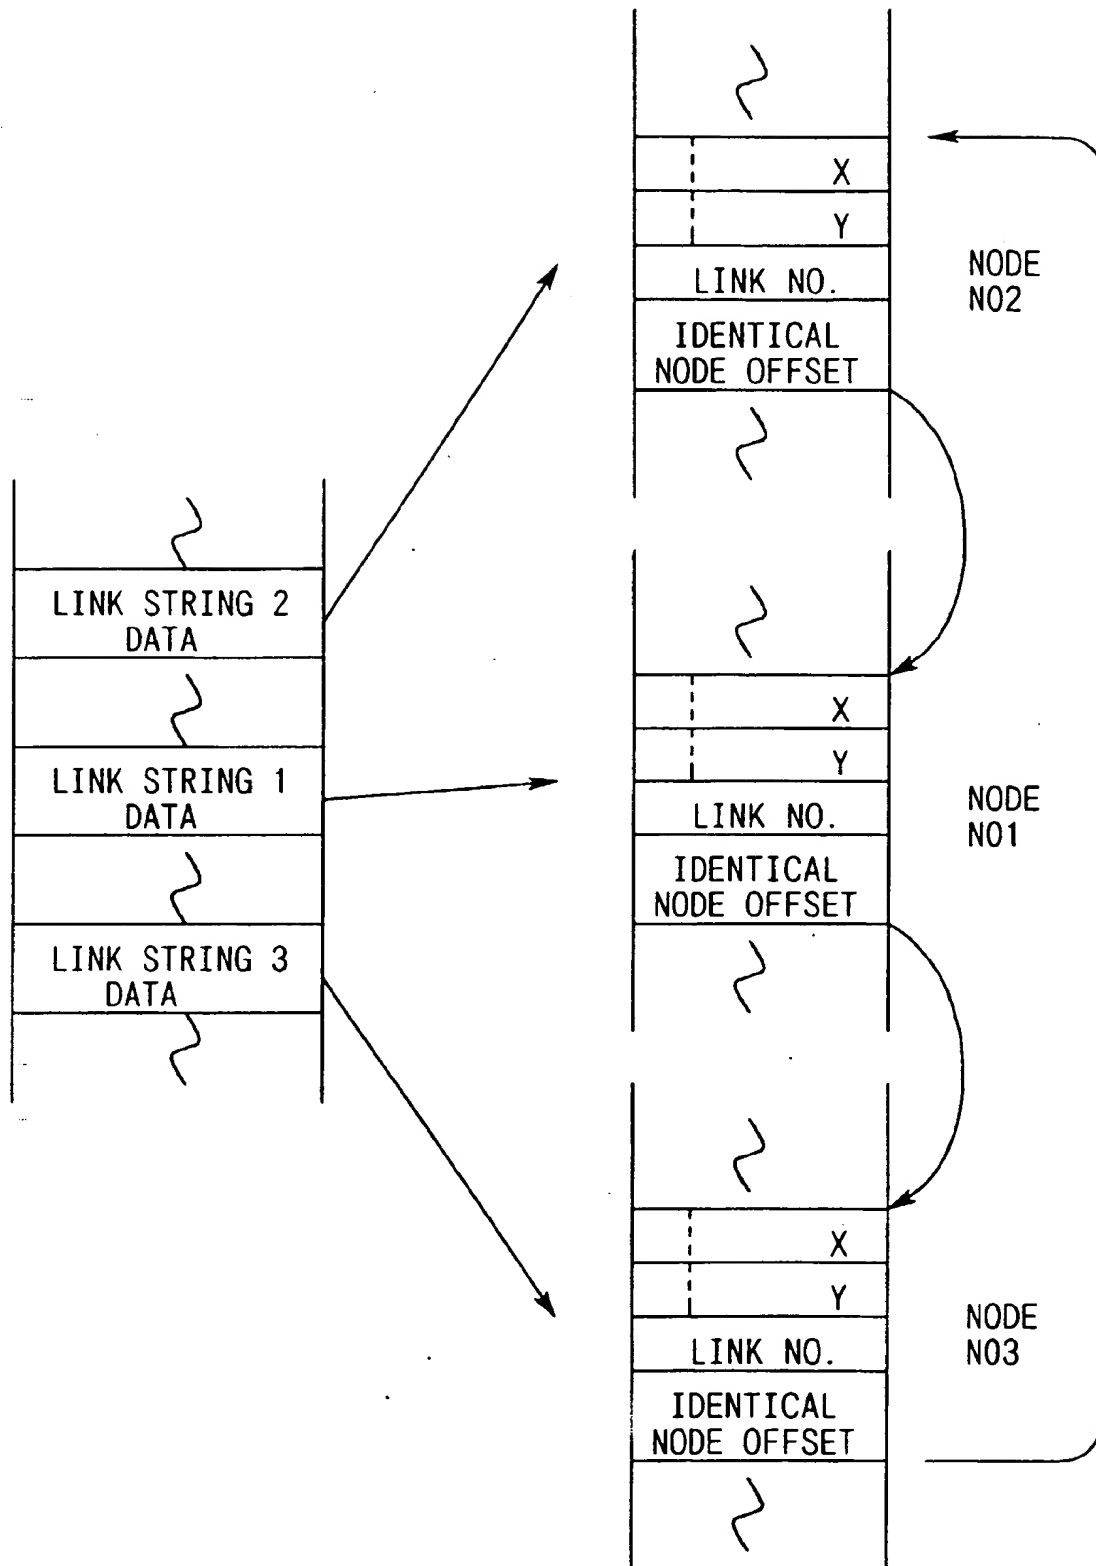 LINK STRING 2
DATA
LINK STRING 1
DATA
LINK STRING 3
DATA
X
Y
LINK NO.
IDENTICAL
NODE OFFSET
NODE
N02
X
Y
LINK NO.
IDENTICAL
NODE OFFSET
NODE
N01
X
Y
LINK NO.
IDENTICAL
NODE OFFSET
NODE
N03